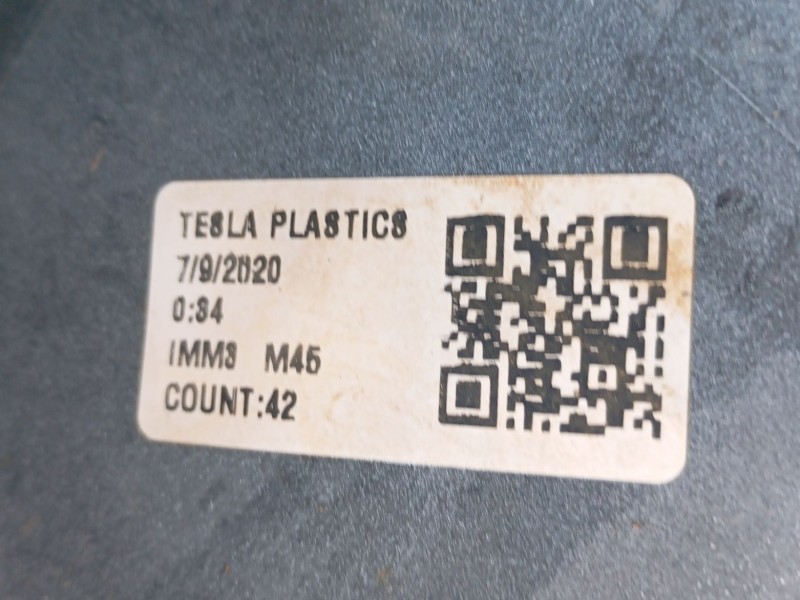 TESLA PLASTICS
7/9/2020
0:34
IMM3 M45
COUNT:42